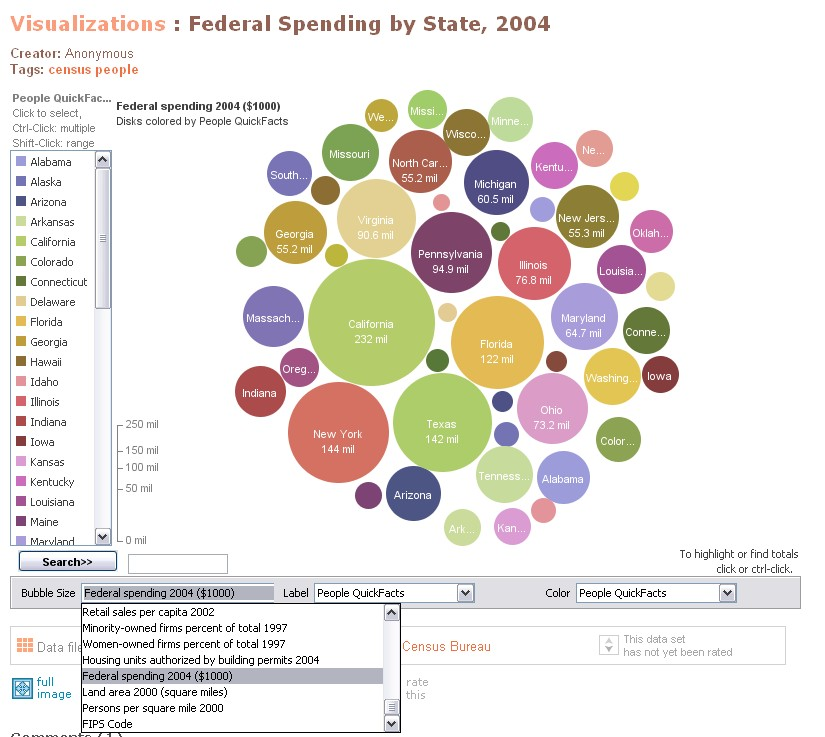 Visualizations : Federal Spending by State, 2004
Creator: Anonymous
Tags: census people
People QuickFac...
Click to select,
Ctrl-Click: multiple
Shift-Click: range
Alabama
Alaska
Arizona
Arkansas
California
Colorado
Connecticut
Delaware
Florida
Georgia
Hawaii
Idaho
Illinois
Indiana
Iowa
Kansas
Kentucky
Louisiana
Maine
Maryland
Federal spending 2004 ($1000)
Disks colored by People QuickFacts
We...
Missi...
Wisco...
Minne...
Missouri
North Car...
55.2 mil
Kentu...
Ne...
South...
Michigan
60.5 mil
Virginia
90.6 mil
New Jers...
55.3 mil
Georgia
55.2 mil
Oklah...
Pennsylvania
94.9 mil
Illinois
76.8 mil
Louisia...
Massach...
California
232 mil
Maryland
64.7 mil
Conne...
Florida
122 mil
Oreg...
Washing...
Iowa
Indiana
Ohio
73.2 mil
New York
144 mil
Texas
142 mil
Color...
Tenness...
Alabama
Arizona
Ark...
Kan...
250 mil
150 mil
100 mil
50 mil
0 mil
Search>>
To highlight or find totals
click or ctrl-click.
Bubble Size Federal spending 2004 ($1000) Label People QuickFacts Color People QuickFacts
Retail sales per capita 2002
Minority-owned firms percent of total 1997
Women-owned firms percent of total 1997
Housing units authorized by building permits 2004
Federal spending 2004 ($1000)
Land area 2000 (square miles)
Persons per square mile 2000
FIPS Code
Data file
Census Bureau
This data set
has not yet been rated
full
image
rate
this
Comments (1)